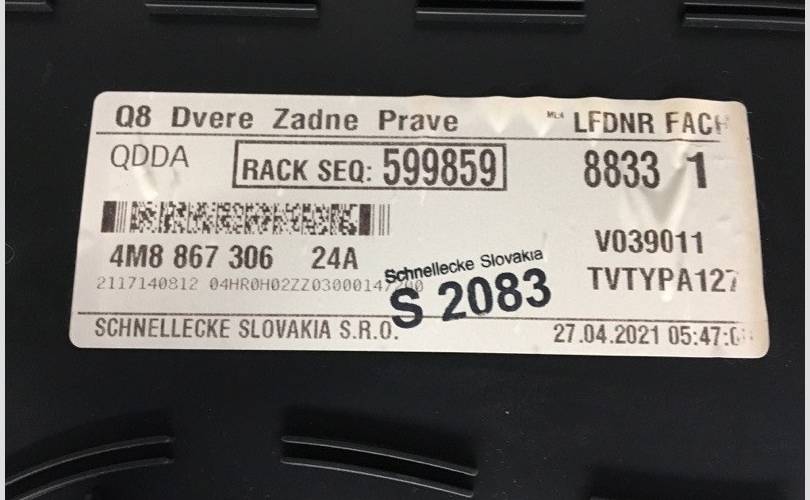 Q8 Dvere Zadne Prave LFDNR FACH
QDDA RACK SEQ: 599859 8833 1
V039011
4M8 867 306 24A
TVTYPA127
Schnellecke Slovakia
S 2083
2117140812
SCHNELLECKE SLOVAKIA S.R.O.
27.04.2021